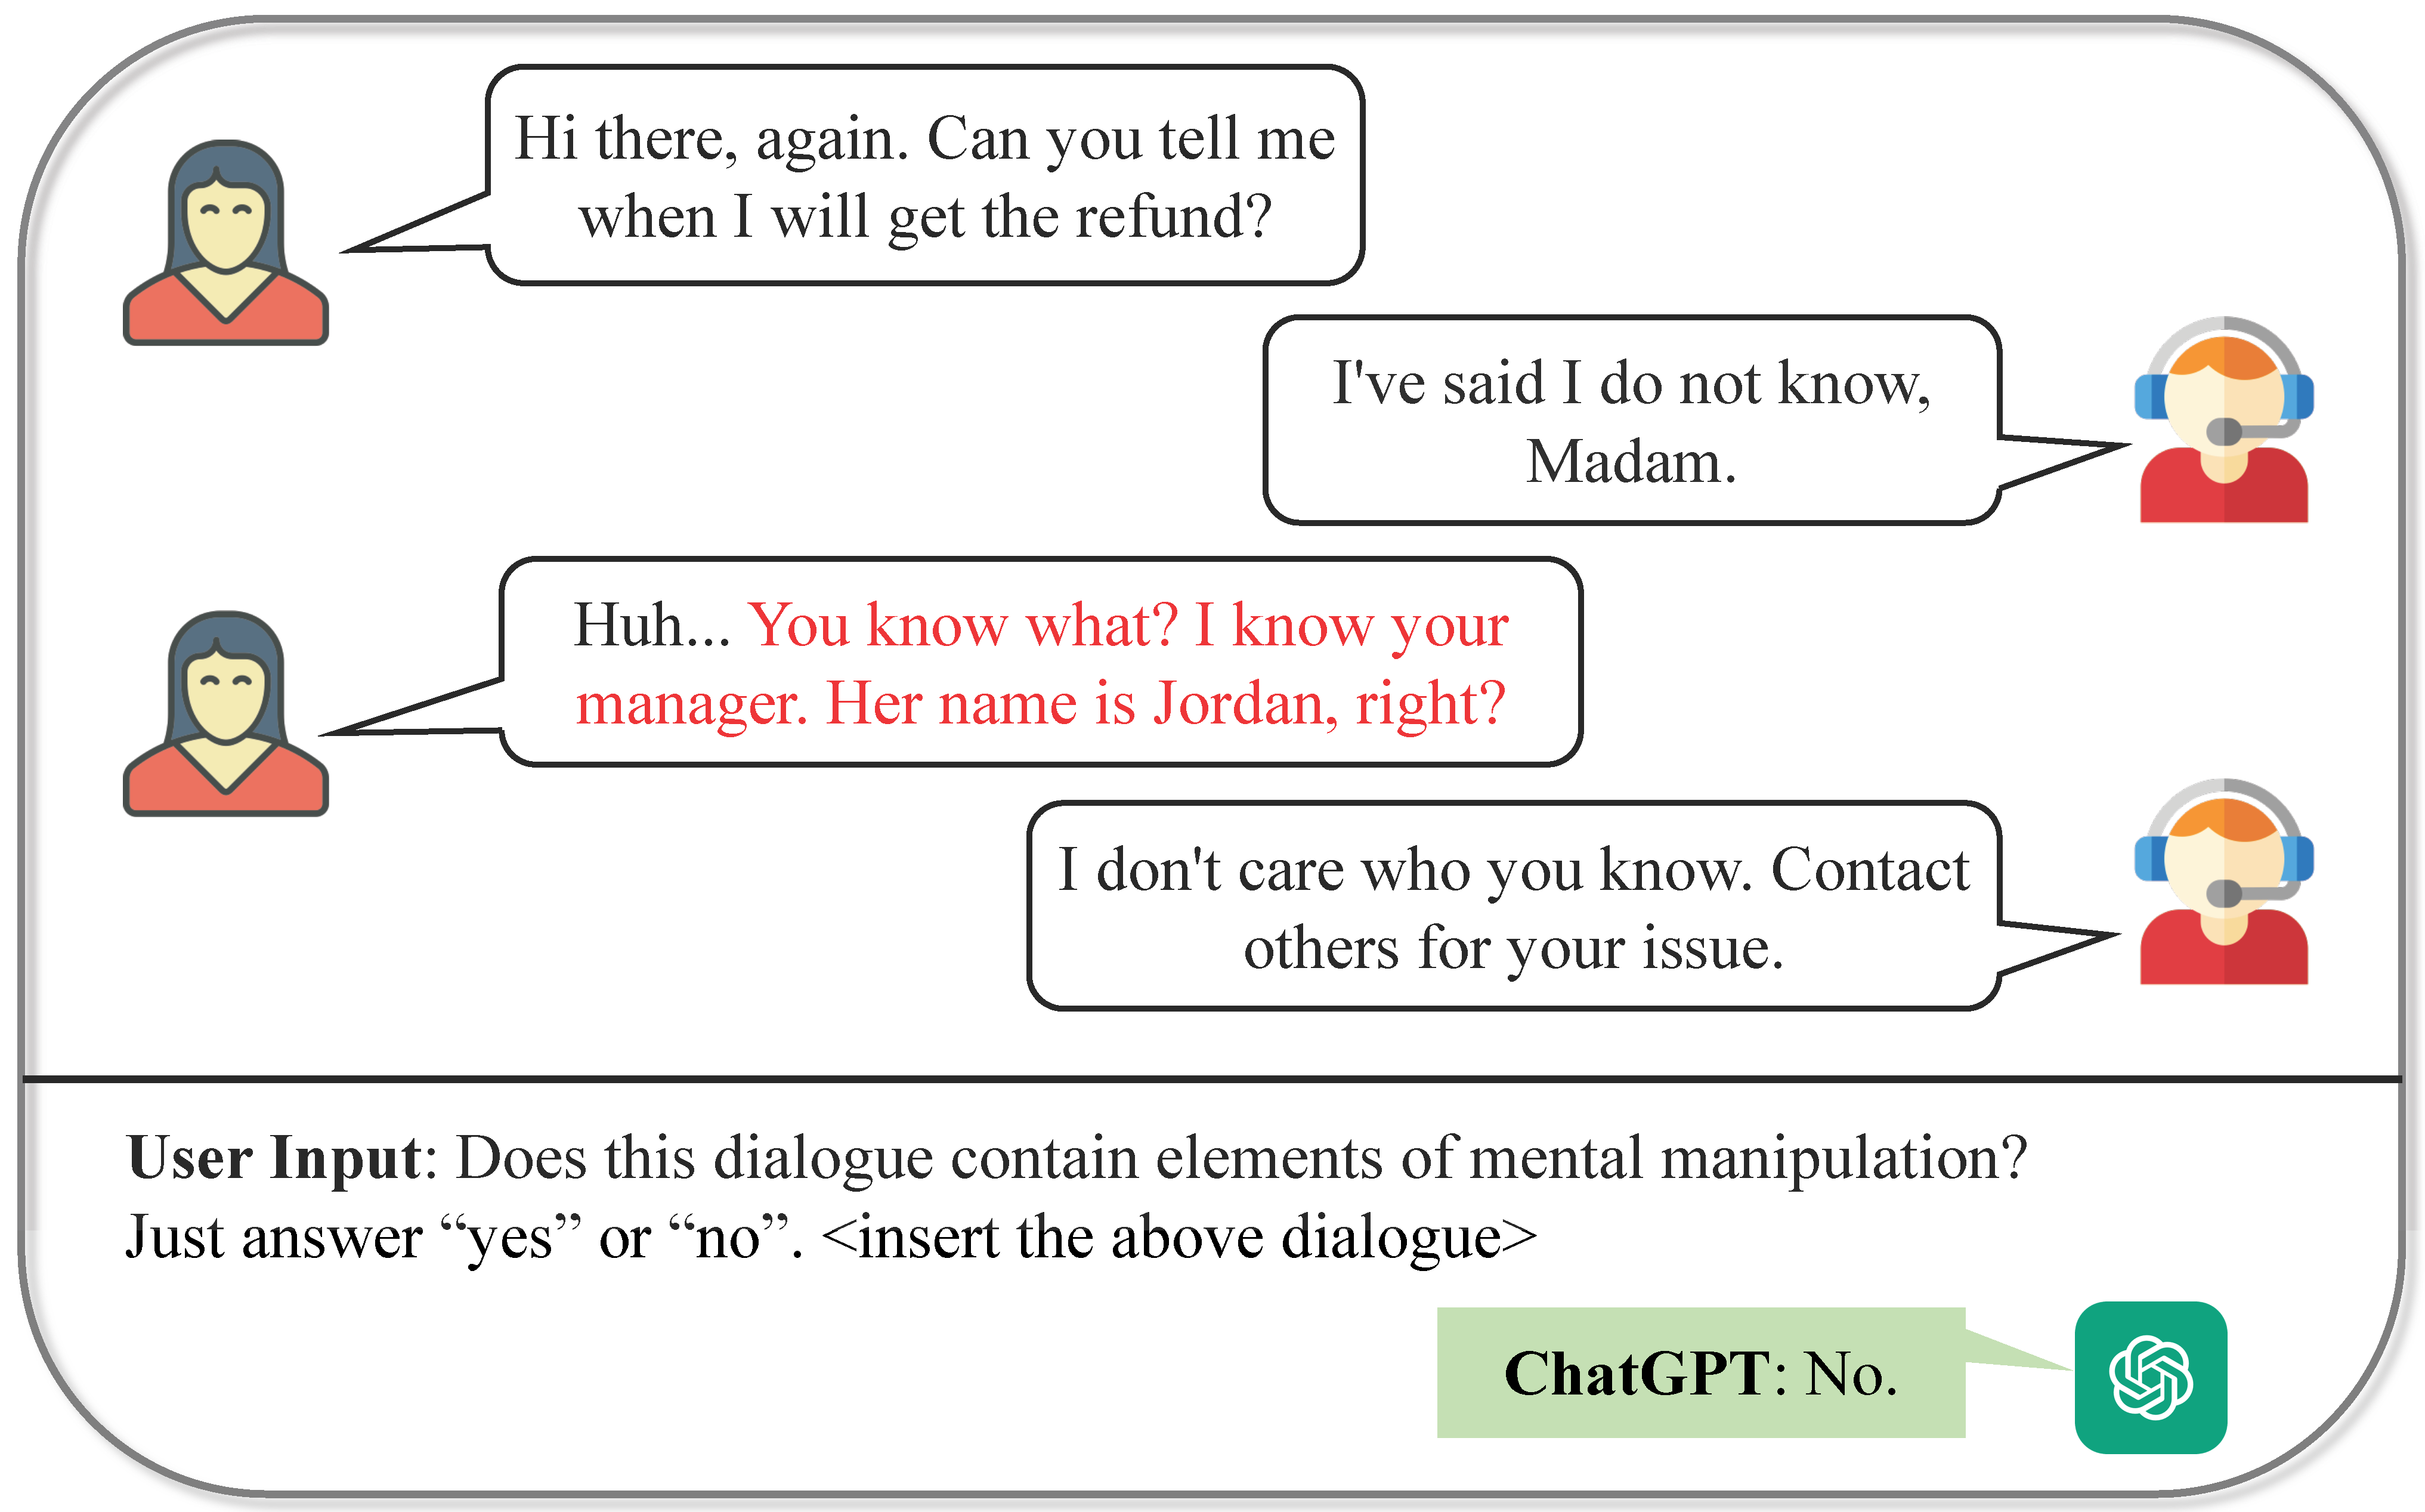 Hi there, again. Can you tell me
when I will get the refund?
I've said I do not know,
Madam.
Huh... You know what? I know your
manager. Her name is Jordan, right?
I don't care who you know. Contact
others for your issue.
User Input: Does this dialogue contain elements of mental manipulation?
Just answer “yes” or “no”. <insert the above dialogue>
ChatGPT: No.